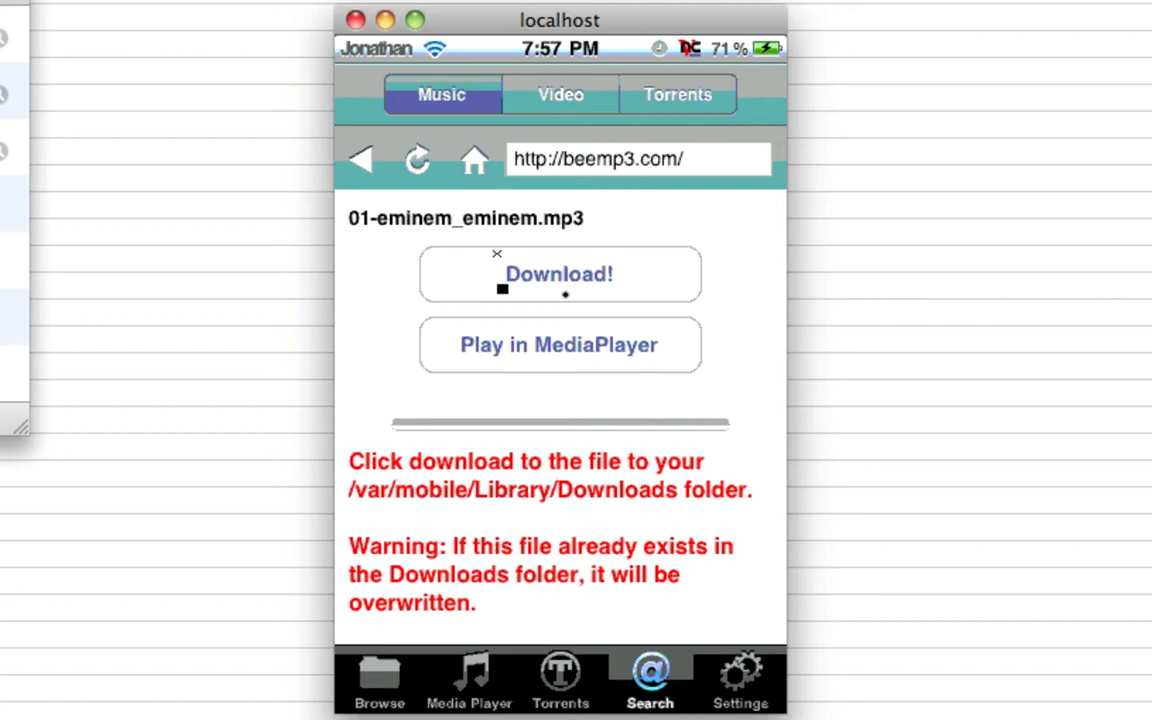 localhost
Jonathan 7:57 PM 71%
Music Video Torrents
http://beemp3.com/
01-eminem_eminem.mp3
Download!
Play in MediaPlayer
Click download to the file to your
/var/mobile/Library/Downloads folder.
Warning: If this file already exists in
the Downloads folder, it will be
overwritten.
Browse Media Player Torrents Search Settings